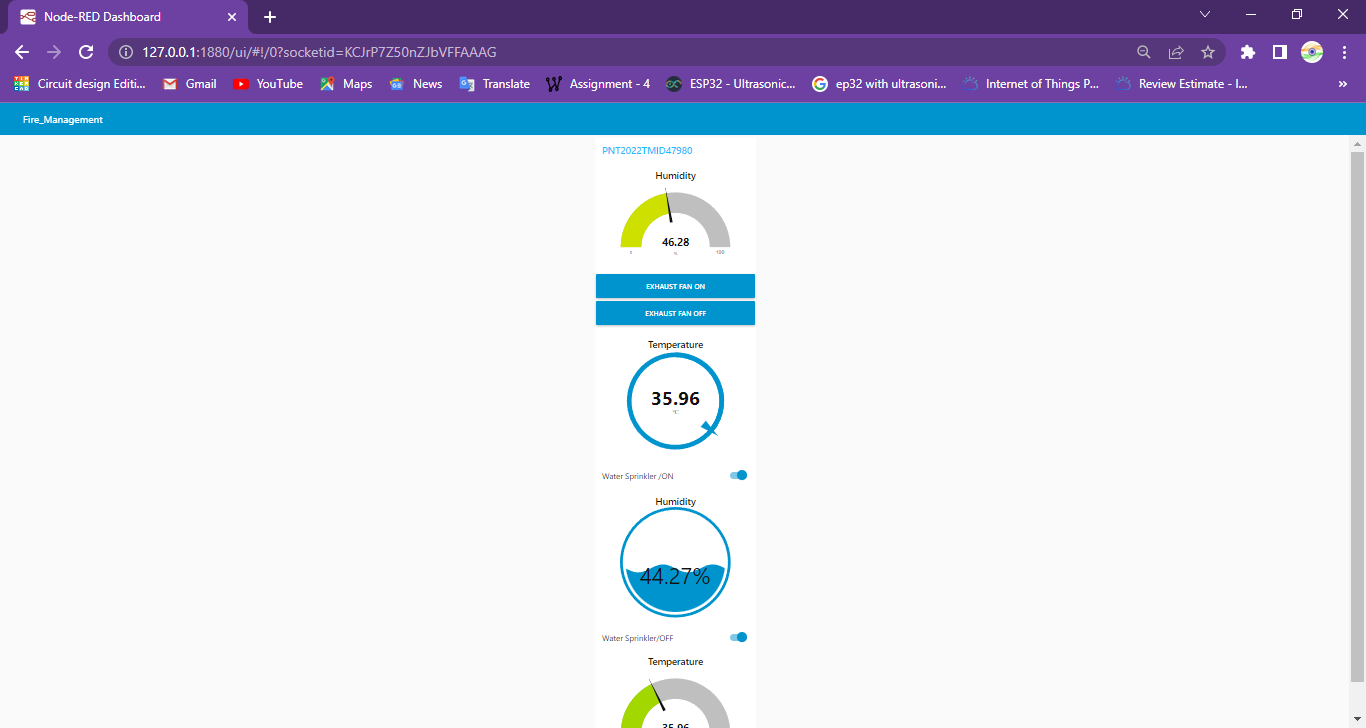 Node-RED Dashboard
127.0.0.1:1880/ui/#!/0?socketid=KCJrP7Z50nZJbVFFAAAG
Circuit design Editi... Gmail YouTube Maps News Translate Assignment - 4 ESP32 - Ultrasonic... ep32 with ultrasoni... Internet of Things P... Review Estimate - I... »
Fire_Management
PNT2022TMID47980
Humidity
46.28
0 % 100
EXHAUST FAN ON
EXHAUST FAN OFF
Temperature
35.96
°C
Water Sprinkler /ON
Humidity
44.27%
Water Sprinkler/OFF
Temperature
35.96